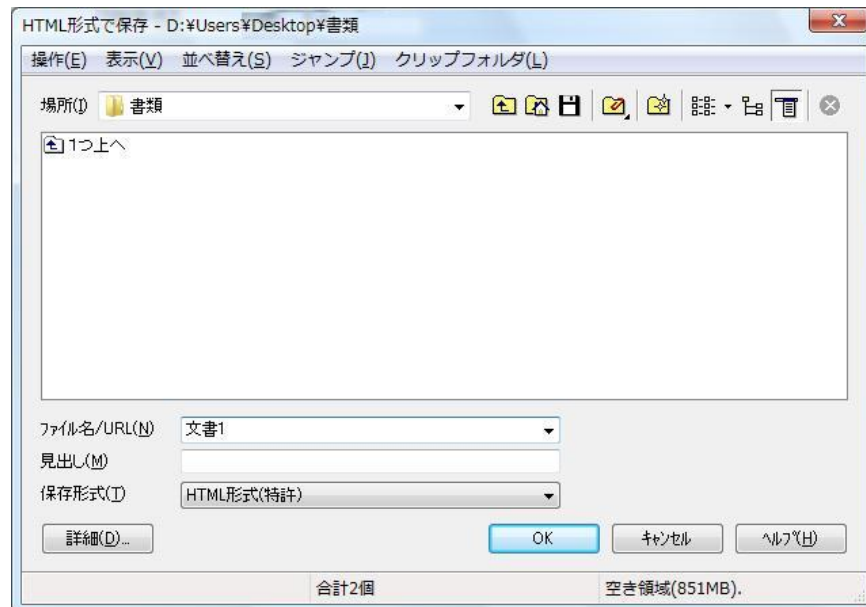 HTML形式で保存 - D:¥Users¥Desktop¥書類
操作(E) 表示(V) 並べ替え(S) ジャンプ(J) クリップフォルダ(L)
場所(I) 書類
1つ上へ
ファイル名/URL(N) 文書1
見出し(M)
保存形式(T) HTML形式(特許)
詳細(D)... OK キャンセル ヘルプ(H)
合計2個 空き領域(851MB).